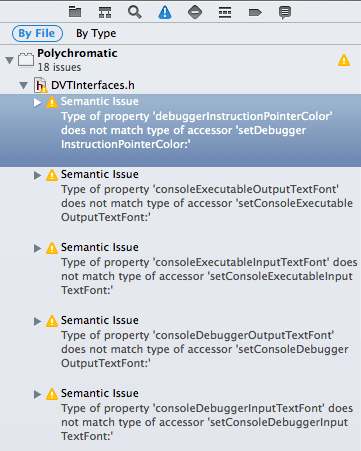 By File By Type
Polychromatic
18 issues
DVTInterfaces.h
Semantic Issue
Type of property 'debuggerInstructionPointerColor'
does not match type of accessor 'setDebugger
InstructionPointerColor:'
Semantic Issue
Type of property 'consoleExecutableOutputTextFont'
does not match type of accessor 'setConsoleExecutable
OutputTextFont:'
Semantic Issue
Type of property 'consoleExecutableInputTextFont' does
not match type of accessor 'setConsoleExecutableInput
TextFont:'
Semantic Issue
Type of property 'consoleDebuggerOutputTextFont'
does not match type of accessor 'setConsoleDebugger
OutputTextFont:'
Semantic Issue
Type of property 'consoleDebuggerInputTextFont' does
not match type of accessor 'setConsoleDebuggerInput
TextFont:'